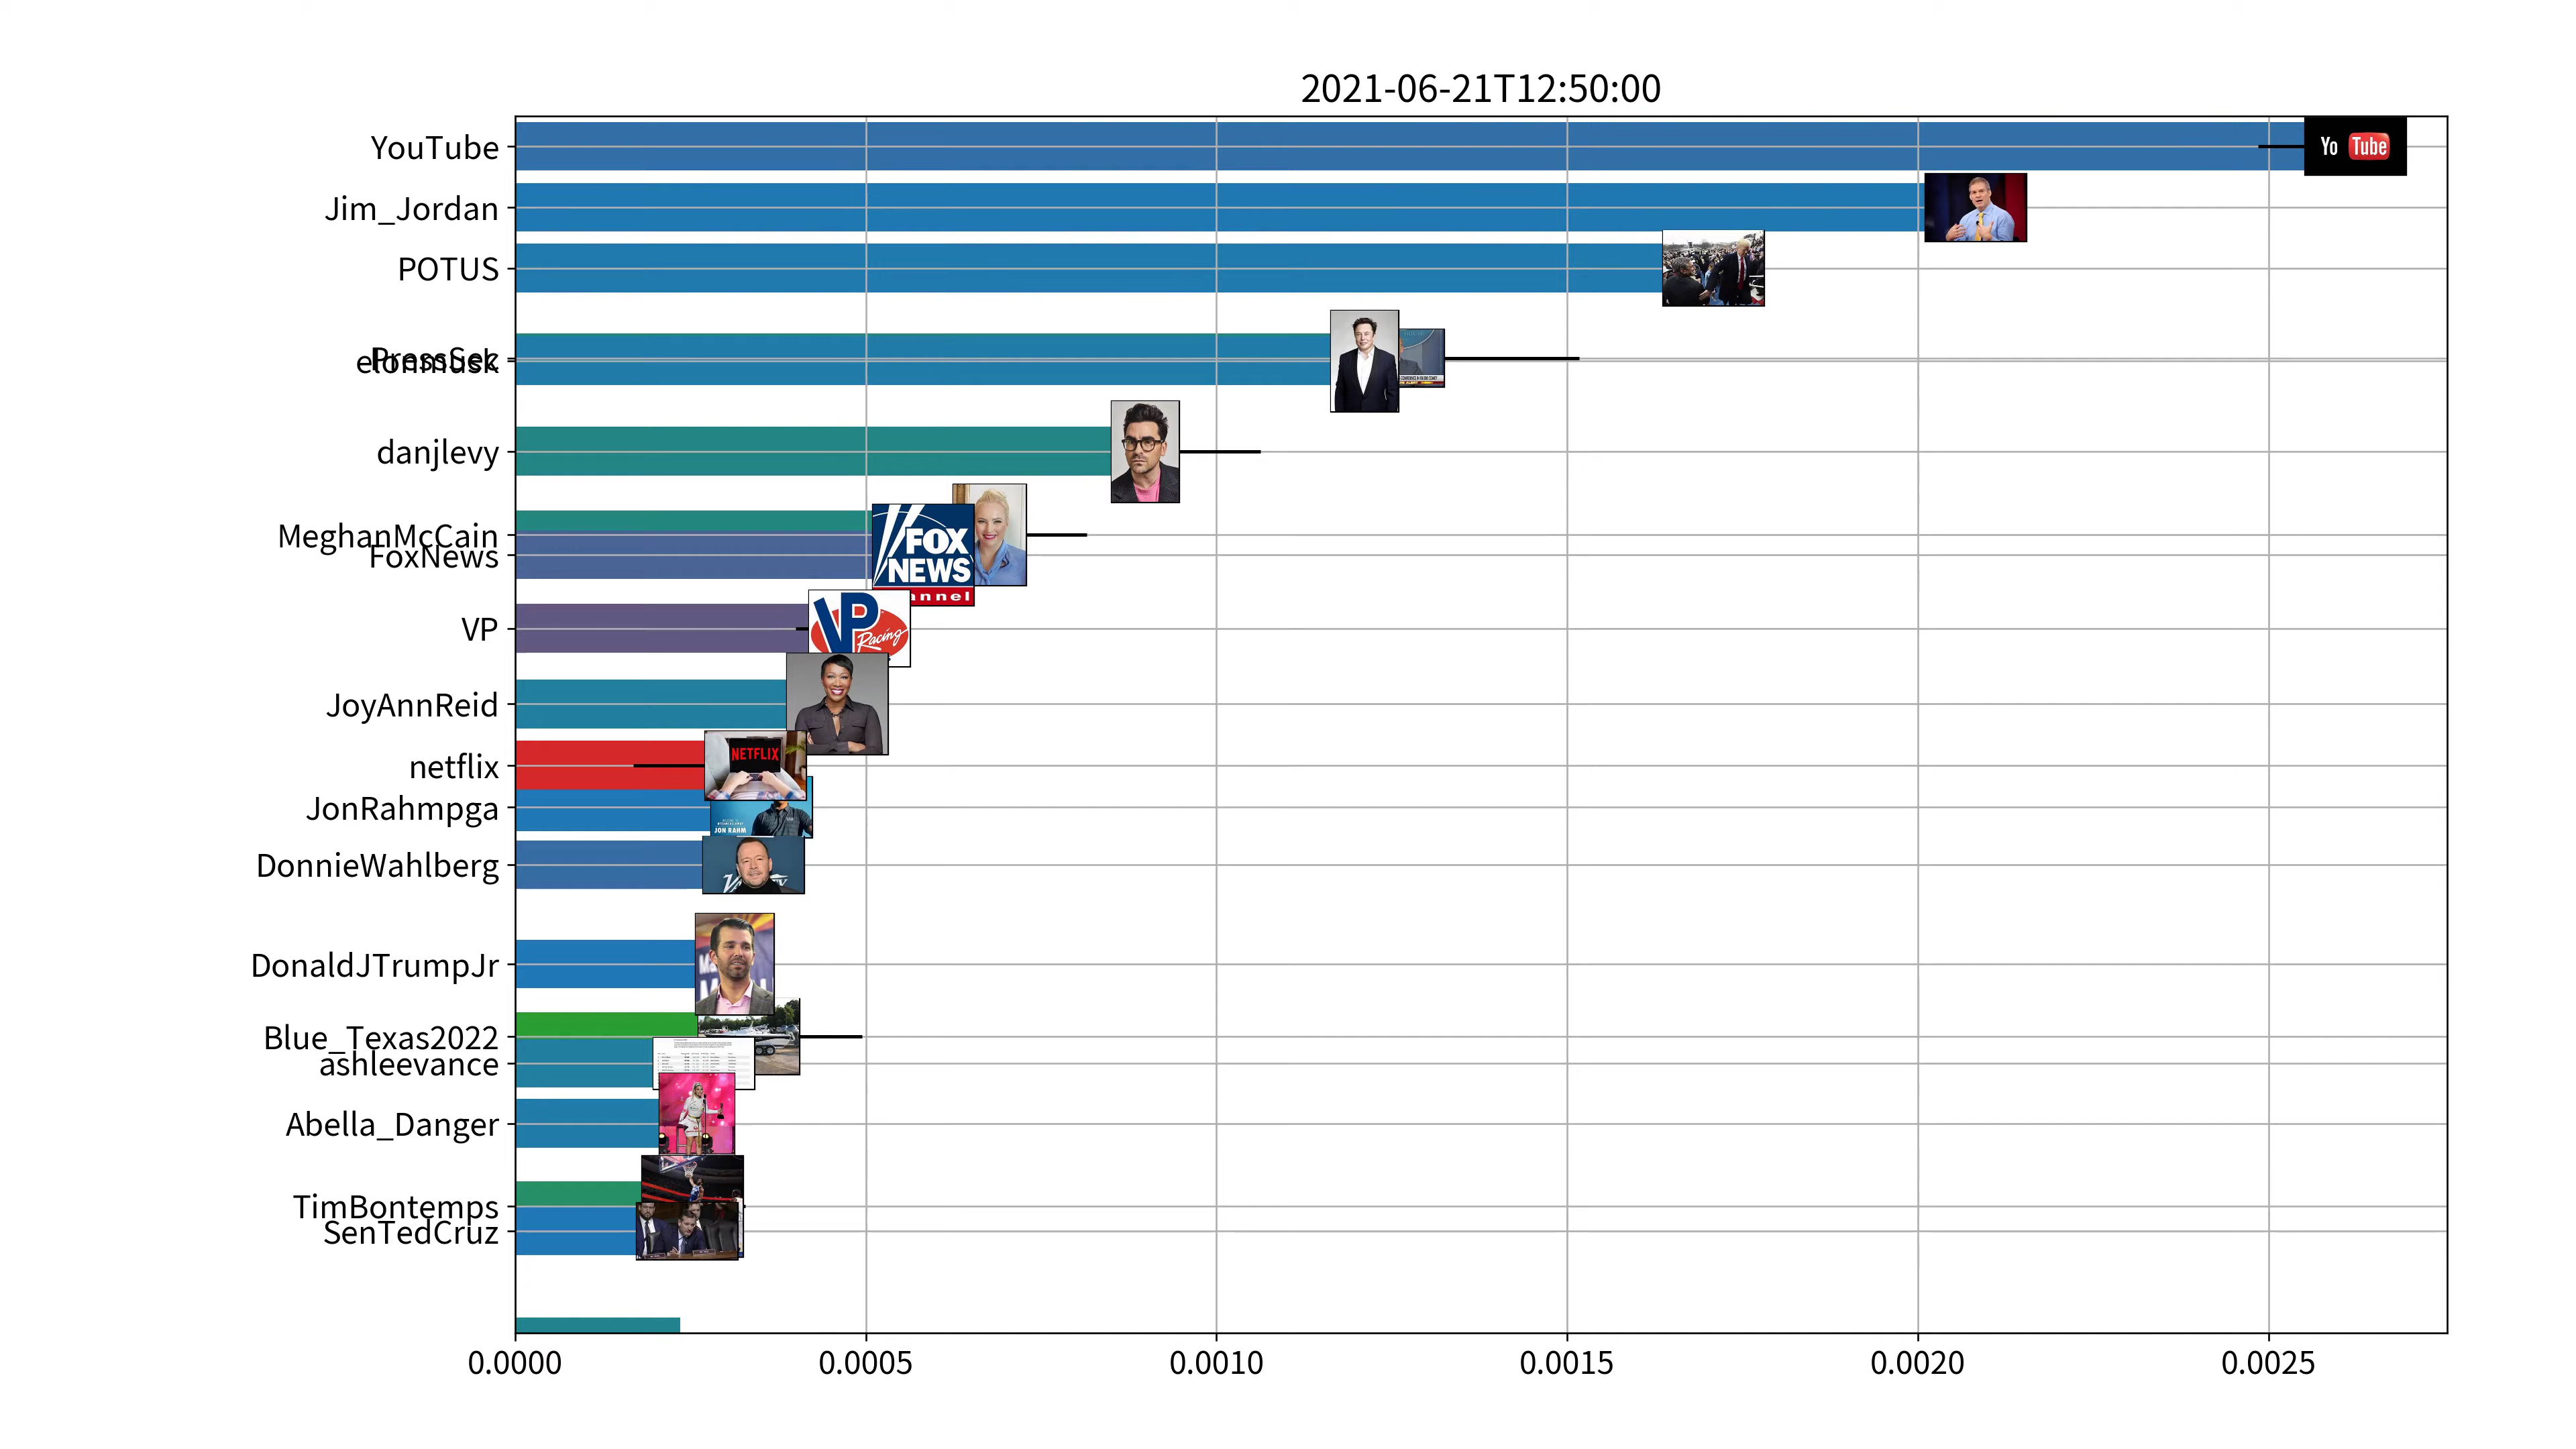 2021-06-21T12:50:00
YouTube
Yo Tube
Jim_Jordan
POTUS
PressSec
elonmusk
danjlevy
MeghanMcCain
FoxNews
FOX
NEWS
annel
VP
VP
Racing
JoyAnnReid
netflix
NETFLIX
JonRahmpga
JON RAHM
DonnieWahlberg
DonaldJTrumpJr
Blue_Texas2022
ashleevance
Abella_Danger
TimBontemps
SenTedCruz
0.0000 0.0005 0.0010 0.0015 0.0020 0.0025